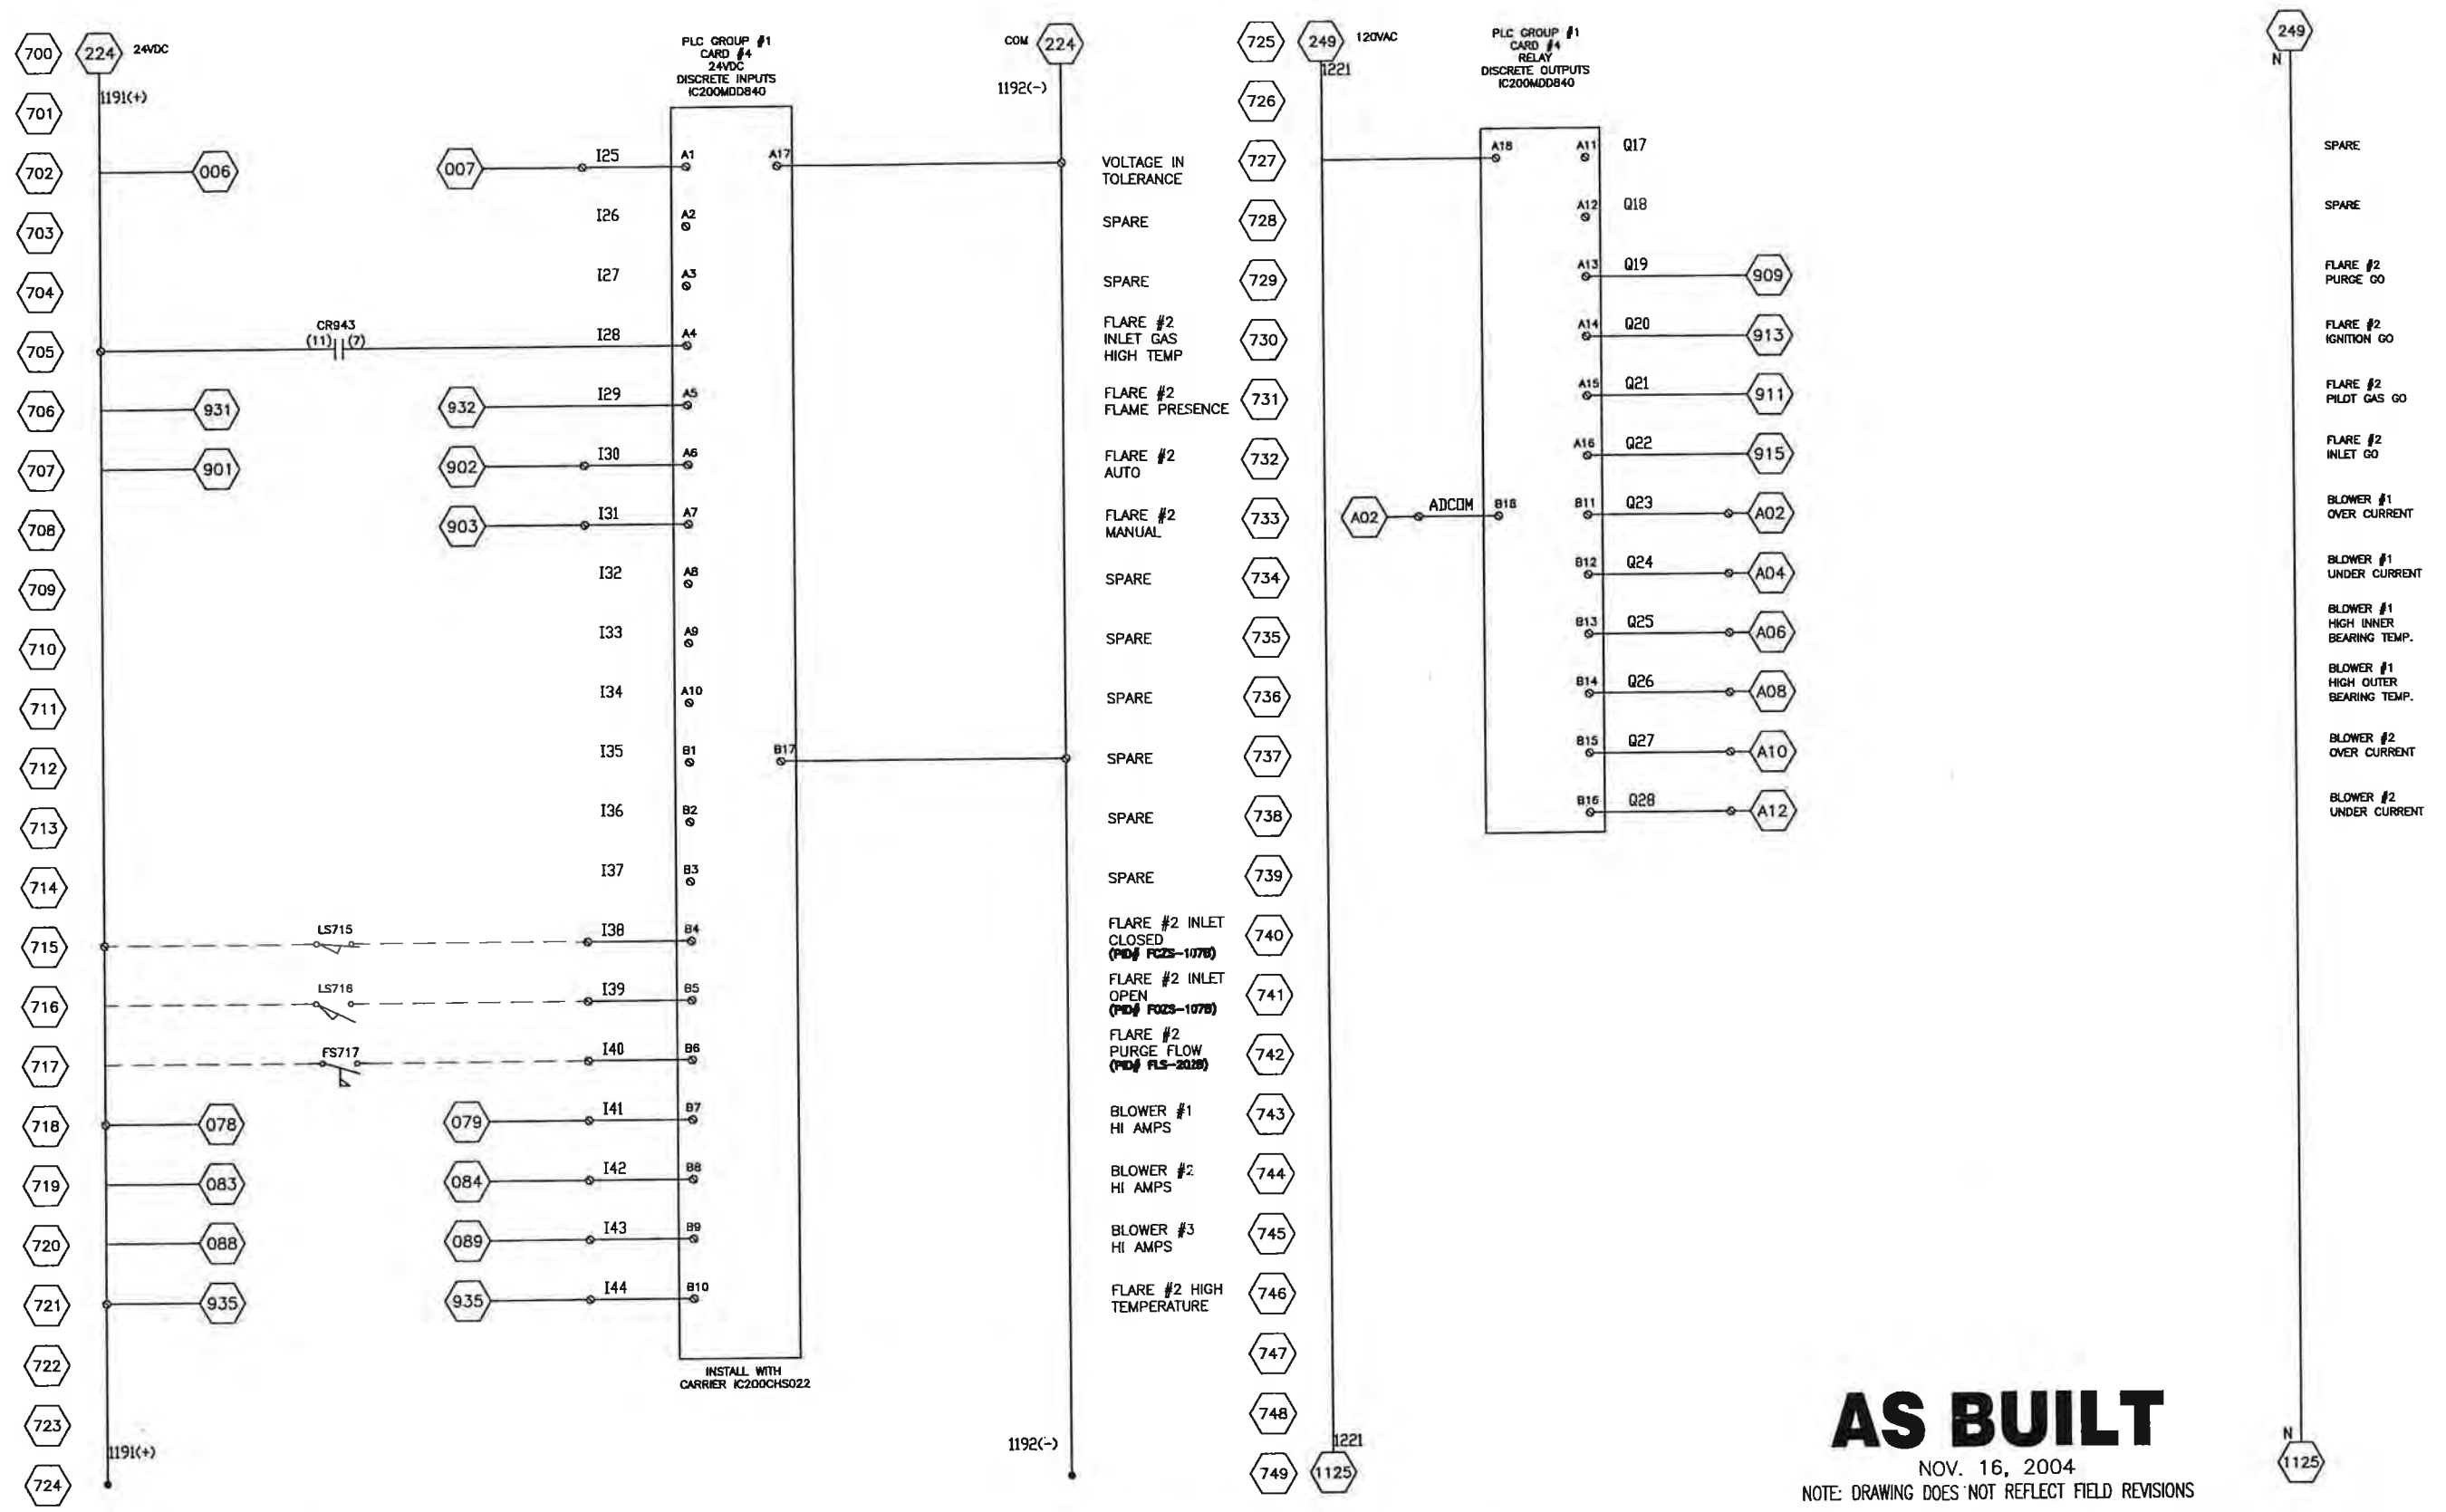 700 224 24VDC
1191(+)
PLC GROUP #1
CARD #4
24VDC
DISCRETE INPUTS
IC200MDD840
COM 224
1192(-)
701
702 006 007 I25 A1 A17 VOLTAGE IN
TOLERANCE
703 I26 A2 SPARE
704 I27 A3 SPARE
705 CR943
(11) (7) I28 A4 FLARE #2
INLET GAS
HIGH TEMP
706 931 932 I29 A5 FLARE #2
FLAME PRESENCE
707 901 902 I30 A6 FLARE #2
AUTO
708 903 I31 A7 FLARE #2
MANUAL
709 I32 A8 SPARE
710 I33 A9 SPARE
711 I34 A10 SPARE
712 I35 B1 B17 SPARE
713 I36 B2 SPARE
714 I37 B3 SPARE
715 LS715 I38 B4 FLARE #2 INLET
CLOSED
(PID# FCZS-107B)
716 LS716 I39 B5 FLARE #2 INLET
OPEN
(PID# FOZS-107B)
717 FS717 I40 B6 FLARE #2
PURGE FLOW
(PID# FLS-202B)
718 078 079 I41 B7 BLOWER #1
HI AMPS
719 083 084 I42 B8 BLOWER #2
HI AMPS
720 088 089 I43 B9 BLOWER #3
HI AMPS
721 935 935 I44 B10 FLARE #2 HIGH
TEMPERATURE
722
INSTALL WITH
CARRIER IC200CHS022
723
1191(+) 1192(-)
724
725 249 120VAC
1221
PLC GROUP #1
CARD #4
RELAY
DISCRETE OUTPUTS
IC200MDD840
249
N
726
727 A18 A11 Q17 SPARE
728 A12 Q18 SPARE
729 A13 Q19 909 FLARE #2
PURGE GO
730 A14 Q20 913 FLARE #2
IGNITION GO
731 A15 Q21 911 FLARE #2
PILOT GAS GO
732 A16 Q22 915 FLARE #2
INLET GO
733 A02 ADCOM B18 B11 Q23 A02 BLOWER #1
OVER CURRENT
734 B12 Q24 A04 BLOWER #1
UNDER CURRENT
735 B13 Q25 A06 BLOWER #1
HIGH INNER
BEARING TEMP.
736 B14 Q26 A08 BLOWER #1
HIGH OUTER
BEARING TEMP.
737 B15 Q27 A10 BLOWER #2
OVER CURRENT
738 B16 Q28 A12 BLOWER #2
UNDER CURRENT
739
740
741
742
743
744
745
746
747
748
1221
749 1125
N
1125
AS BUILT
NOV. 16, 2004
NOTE: DRAWING DOES NOT REFLECT FIELD REVISIONS